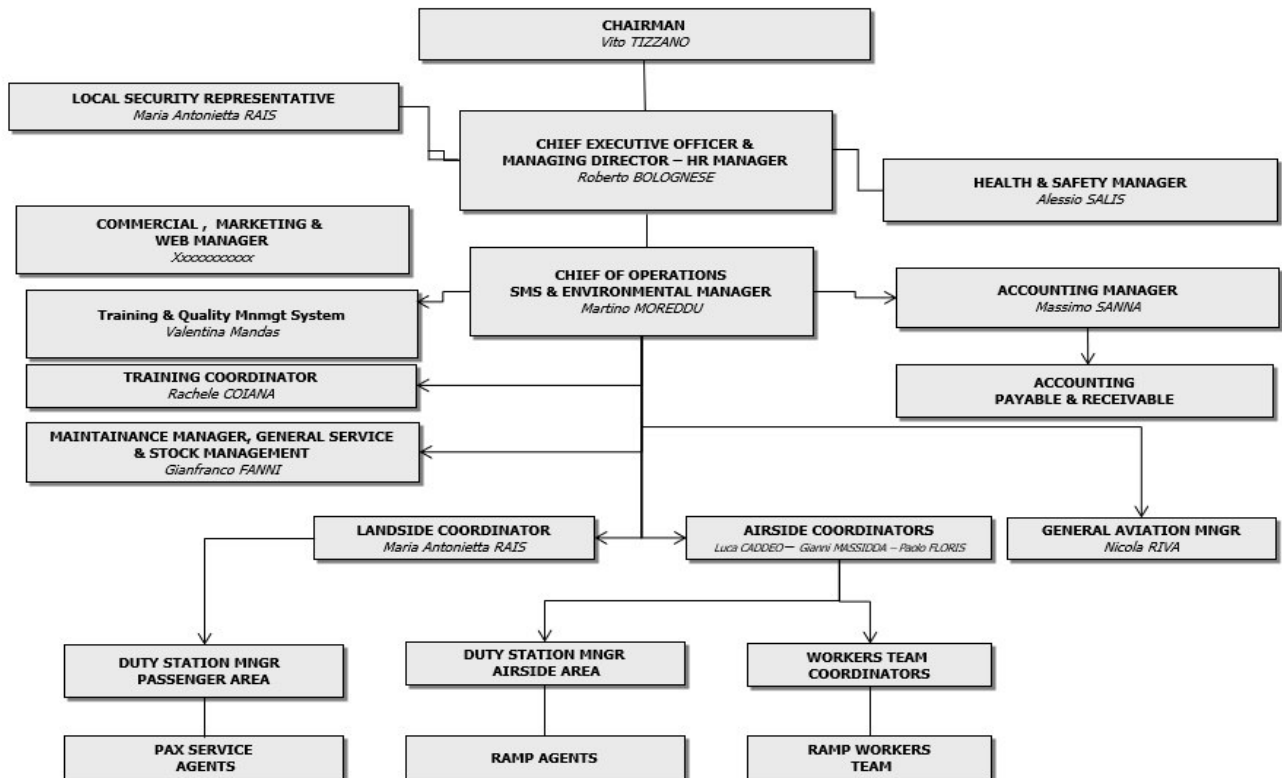 CHAIRMAN
Vito TIZZANO
LOCAL SECURITY REPRESENTATIVE
Maria Antonietta RAIS
CHIEF EXECUTIVE OFFICER &
MANAGING DIRECTOR – HR MANAGER
Roberto BOLOGNESE
HEALTH & SAFETY MANAGER
Alessio SALIS
COMMERCIAL , MARKETING &
WEB MANAGER
Xxxxxxxxxxx
CHIEF OF OPERATIONS
SMS & ENVIRONMENTAL MANAGER
Martino MOREDDU
ACCOUNTING MANAGER
Massimo SANNA
Training & Quality Mnmgt System
Valentina Mandas
TRAINING COORDINATOR
Rachele COIANA
ACCOUNTING
PAYABLE & RECEIVABLE
MAINTAINANCE MANAGER, GENERAL SERVICE
& STOCK MANAGEMENT
Gianfranco FANNI
LANDSIDE COORDINATOR
Maria Antonietta RAIS
AIRSIDE COORDINATORS
Luca CADDEO – Gianni MASSIDDA – Paolo FLORIS
GENERAL AVIATION MNGR
Nicola RIVA
DUTY STATION MNGR
PASSENGER AREA
DUTY STATION MNGR
AIRSIDE AREA
WORKERS TEAM
COORDINATORS
PAX SERVICE
AGENTS
RAMP AGENTS
RAMP WORKERS
TEAM